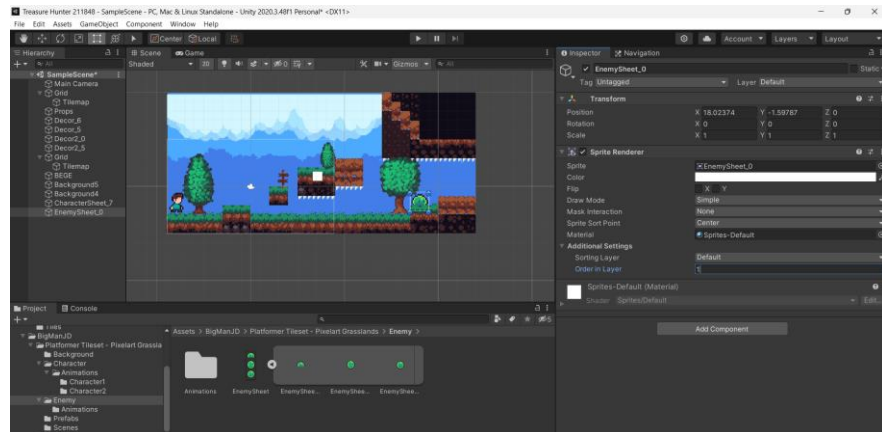 Treasure Hunter 211848 - SampleScene - PC, Mac & Linux Standalone - Unity 2020.3.48f1 Personal* <DX11>
File Edit Assets GameObject Component Window Help
Center Local
Account Layers Layout
Hierarchy
All
SampleScene*
Main Camera
Grid
Tilemap
Props
Decor_6
Decor_5
Decor2_0
Decor2_5
Grid
Tilemap
BEGE
Background5
Background4
CharacterSheet_7
EnemySheet_0
Scene Game
Shaded 2D 0 Gizmos All
Inspector Navigation
EnemySheet_0 Static
Tag Untagged Layer Default
Transform
Position X 18.02374 Y -1.59787 Z 0
Rotation X 0 Y 0 Z 0
Scale X 1 Y 1 Z 1
Sprite Renderer
Sprite EnemySheet_0
Color
Flip X Y
Draw Mode Simple
Mask Interaction None
Sprite Sort Point Center
Material Sprites-Default
Additional Settings
Sorting Layer Default
Order in Layer 1
Sprites-Default (Material)
Shader Sprites/Default Edit...
Add Component
Project Console
Tiles
BigManJD
Platformer Tileset - Pixelart Grassla
Background
Character
Animations
Character1
Character2
Enemy
Animations
Prefabs
Scenes
Assets > BigManJD > Platformer Tileset - Pixelart Grasslands > Enemy >
Animations EnemySheet EnemyShee... EnemyShee... EnemyShee...